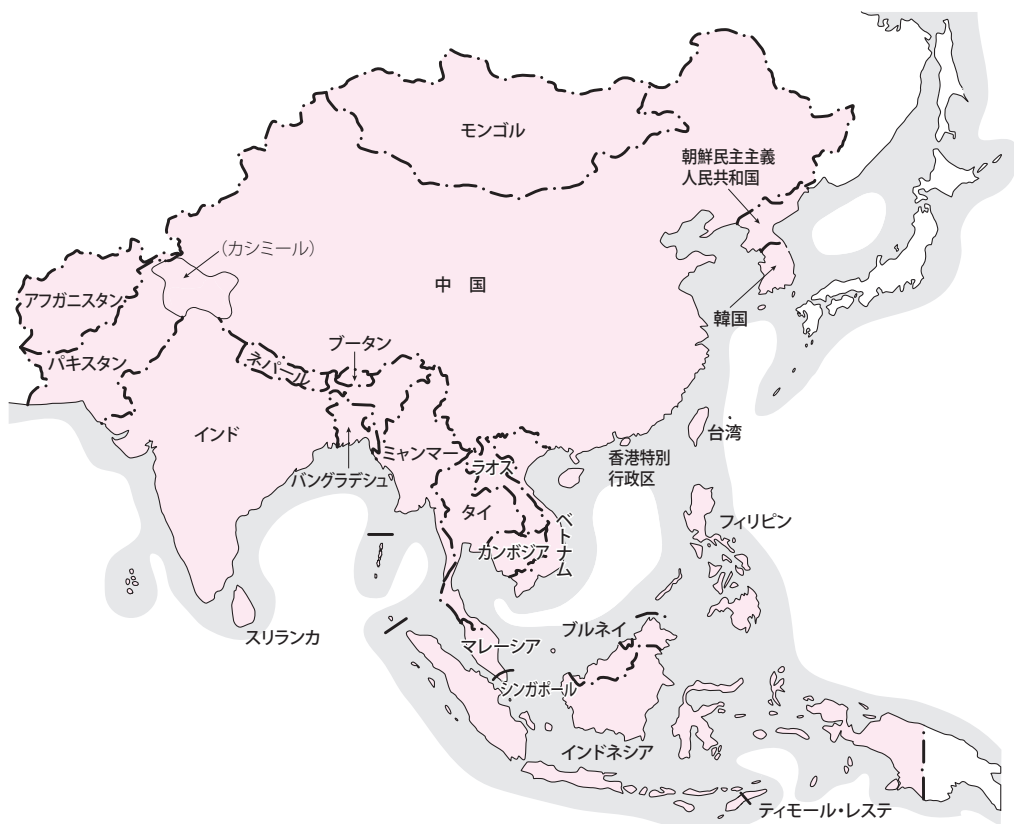 モンゴル
朝鮮民主主義
人民共和国
(カシミール)
アフガニスタン
中　国
韓国
パキスタン
ブータン
ネパール
インド
台湾
ミャンマー
香港特別
行政区
ラオス
バングラデシュ
タイ
ベトナム
フィリピン
カンボジア
スリランカ
ブルネイ
マレーシア
シンガポール
インドネシア
ティモール・レステ